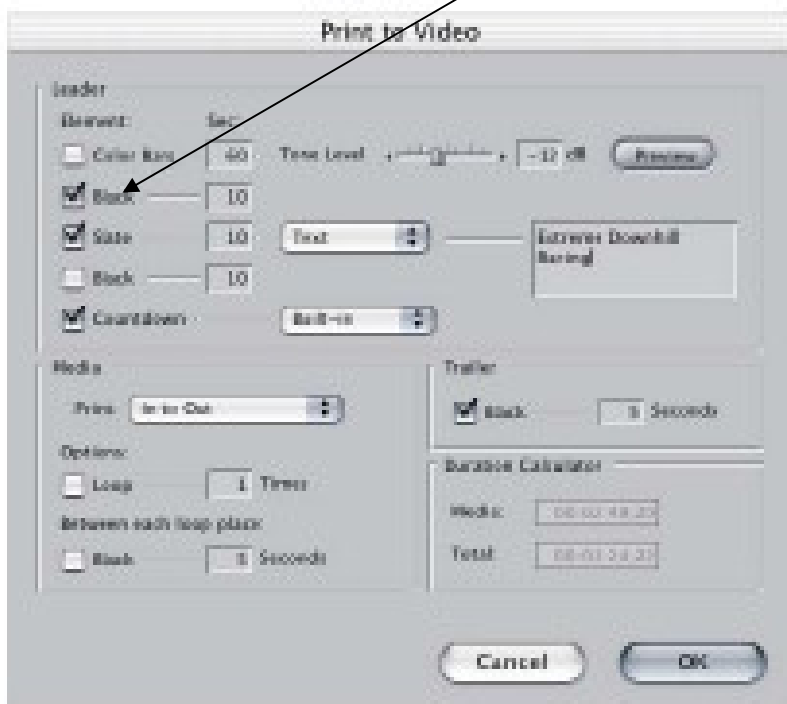 Print to Video
Leader
Element: Sec:
Color Bars 60 Tone Level -12 dB Preview
Black 10
Slate 10 Text Extreme Downhill
Racing
Black 10
Countdown Built-in
Media
Print: In to Out
Options:
Loop 1 Times
Between each loop place:
Black 5 Seconds
Trailer
Black 5 Seconds
Duration Calculator
Media:
Total:
Cancel OK